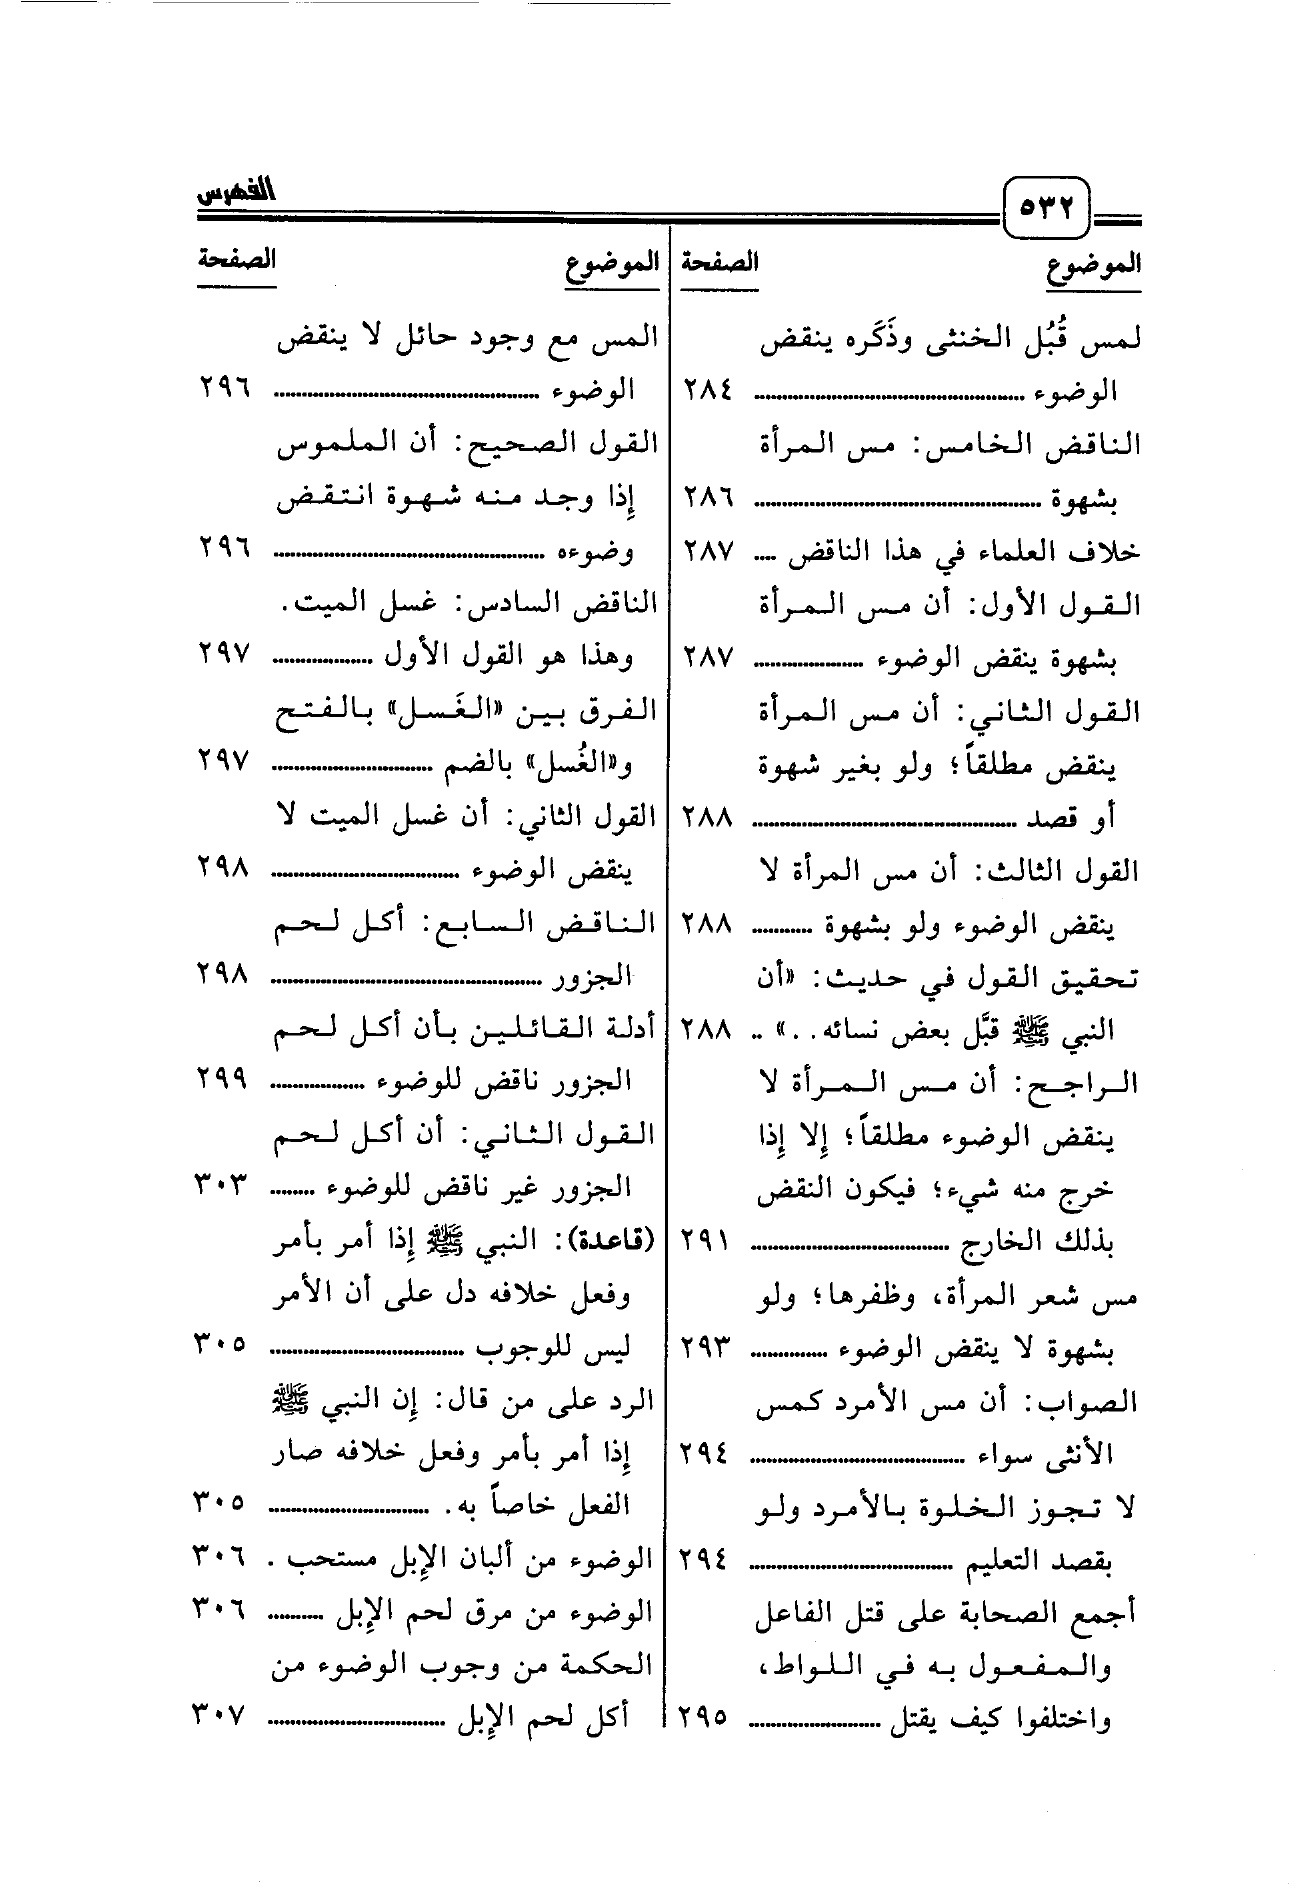 ٥٣٢
الفهرس
الموضوع الصفحة
لمس قُبُل الخنثى وذَكَره ينقض
الوضوء ........ ٢٨٤
الناقض الخامس: مس المرأة
بشهوة ........ ٢٨٦
خلاف العلماء في هذا الناقض .... ٢٨٧
القول الأول: أن مس المرأة
بشهوة ينقض الوضوء ........ ٢٨٧
القول الثاني: أن مس المرأة
ينقض مطلقاً؛ ولو بغير شهوة
أو قصد ........ ٢٨٨
القول الثالث: أن مس المرأة لا
ينقض الوضوء ولو بشهوة ........ ٢٨٨
تحقيق القول في حديث: «أن
النبي ﷺ قبَّل بعض نسائه..» .. ٢٨٨
الراجح: أن مس المرأة لا
ينقض الوضوء مطلقاً؛ إلا إذا
خرج منه شيء؛ فيكون النقض
بذلك الخارج ........ ٢٩١
مس شعر المرأة، وظفرها؛ ولو
بشهوة لا ينقض الوضوء ........ ٢٩٣
الصواب: أن مس الأمرد كمس
الأنثى سواء ........ ٢٩٤
لا تجوز الخلوة بالأمرد ولو
بقصد التعليم ........ ٢٩٤
أجمع الصحابة على قتل الفاعل
والمفعول به في اللواط،
واختلفوا كيف يقتل ........ ٢٩٥
الموضوع الصفحة
المس مع وجود حائل لا ينقض
الوضوء ........ ٢٩٦
القول الصحيح: أن الملموس
إذا وجد منه شهوة انتقض
وضوءه ........ ٢٩٦
الناقض السادس: غسل الميت.
وهذا هو القول الأول ........ ٢٩٧
الفرق بين «الغَسل» بالفتح
و«الغُسل» بالضم ........ ٢٩٧
القول الثاني: أن غسل الميت لا
ينقض الوضوء ........ ٢٩٨
الناقض السابع: أكل لحم
الجزور ........ ٢٩٨
أدلة القائلين بأن أكل لحم
الجزور ناقض للوضوء ........ ٢٩٩
القول الثاني: أن أكل لحم
الجزور غير ناقض للوضوء ........ ٣٠٣
(قاعدة): النبي ﷺ إذا أمر بأمر
وفعل خلافه دل على أن الأمر
ليس للوجوب ........ ٣٠٥
الرد على من قال: إن النبي ﷺ
إذا أمر بأمر وفعل خلافه صار
الفعل خاصاً به. ........ ٣٠٥
الوضوء من ألبان الإبل مستحب . ٣٠٦
الوضوء من مرق لحم الإبل ........ ٣٠٦
الحكمة من وجوب الوضوء من
أكل لحم الإبل ........ ٣٠٧